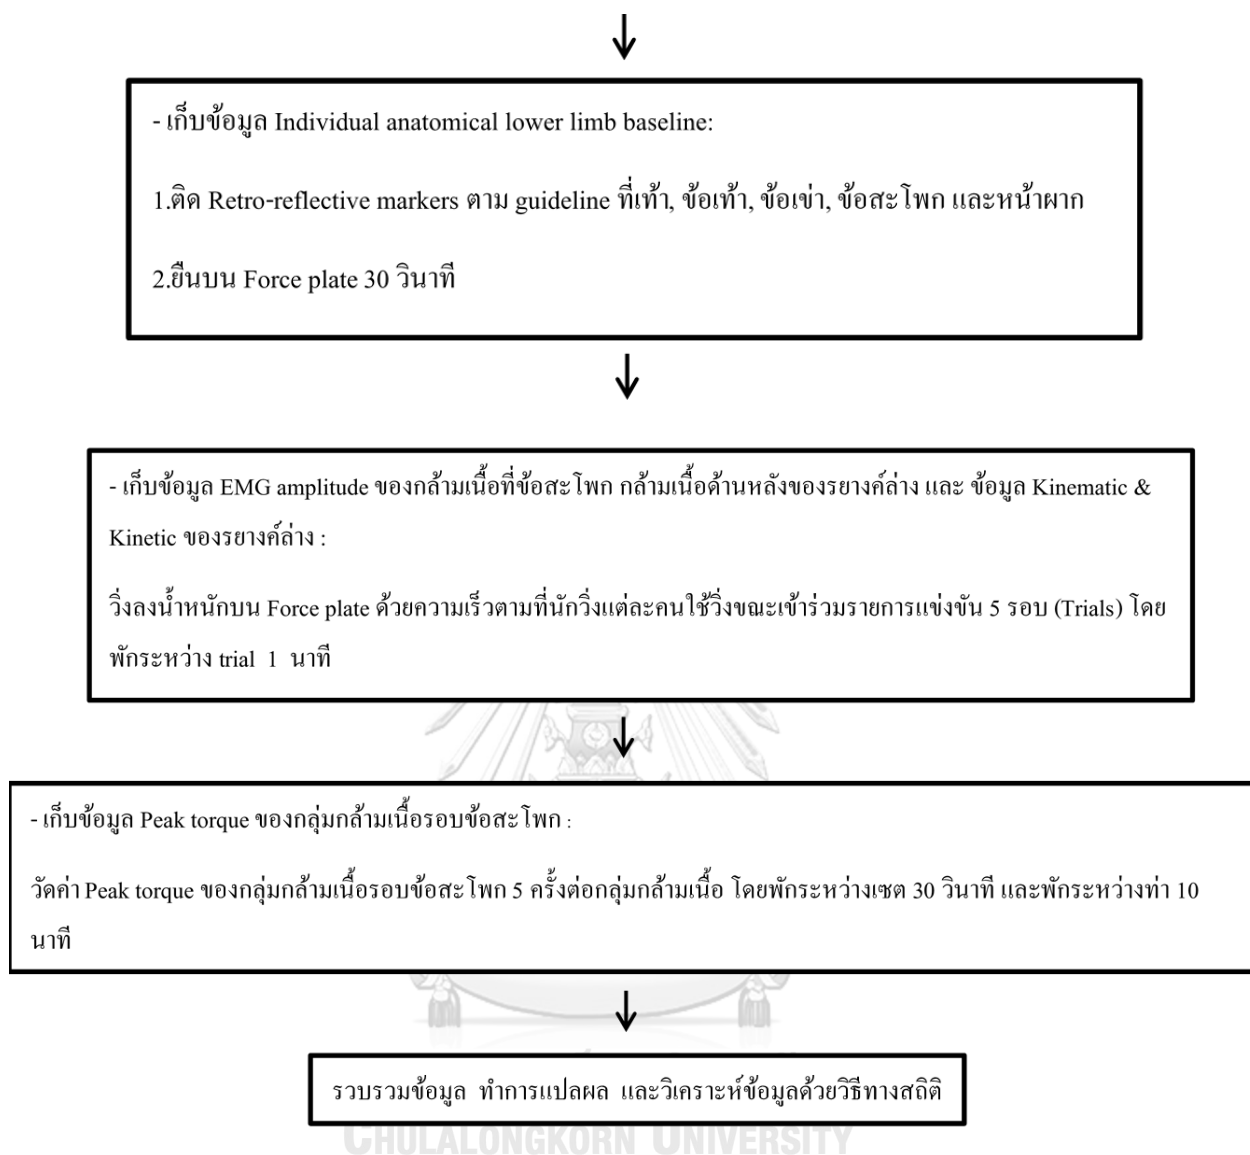 - เก็บข้อมูล Individual anatomical lower limb baseline:
1.ติด Retro-reflective markers ตาม guideline ที่เท้า, ข้อเท้า, ข้อเข่า, ข้อสะโพก และหน้าผาก
2.ยืนบน Force plate 30 วินาที
- เก็บข้อมูล EMG amplitude ของกล้ามเนื้อที่ข้อสะโพก กล้ามเนื้อด้านหลังของรยางค์ล่าง และ ข้อมูล Kinematic &
Kinetic ของรยางค์ล่าง :
วิ่งลงน้ำหนักบน Force plate ด้วยความเร็วตามที่นักวิ่งแต่ละคนใช้วิ่งขณะเข้าร่วมรายการแข่งขัน 5 รอบ (Trials) โดย
พักระหว่าง trial 1 นาที
- เก็บข้อมูล Peak torque ของกลุ่มกล้ามเนื้อรอบข้อสะโพก :
วัดค่า Peak torque ของกลุ่มกล้ามเนื้อรอบข้อสะโพก 5 ครั้งต่อกลุ่มกล้ามเนื้อ โดยพักระหว่างเซต 30 วินาที และพักระหว่างท่า 10
นาที
รวบรวมข้อมูล ทำการแปลผล และวิเคราะห์ข้อมูลด้วยวิธีทางสถิติ
CHULALONGKORN UNIVERSITY